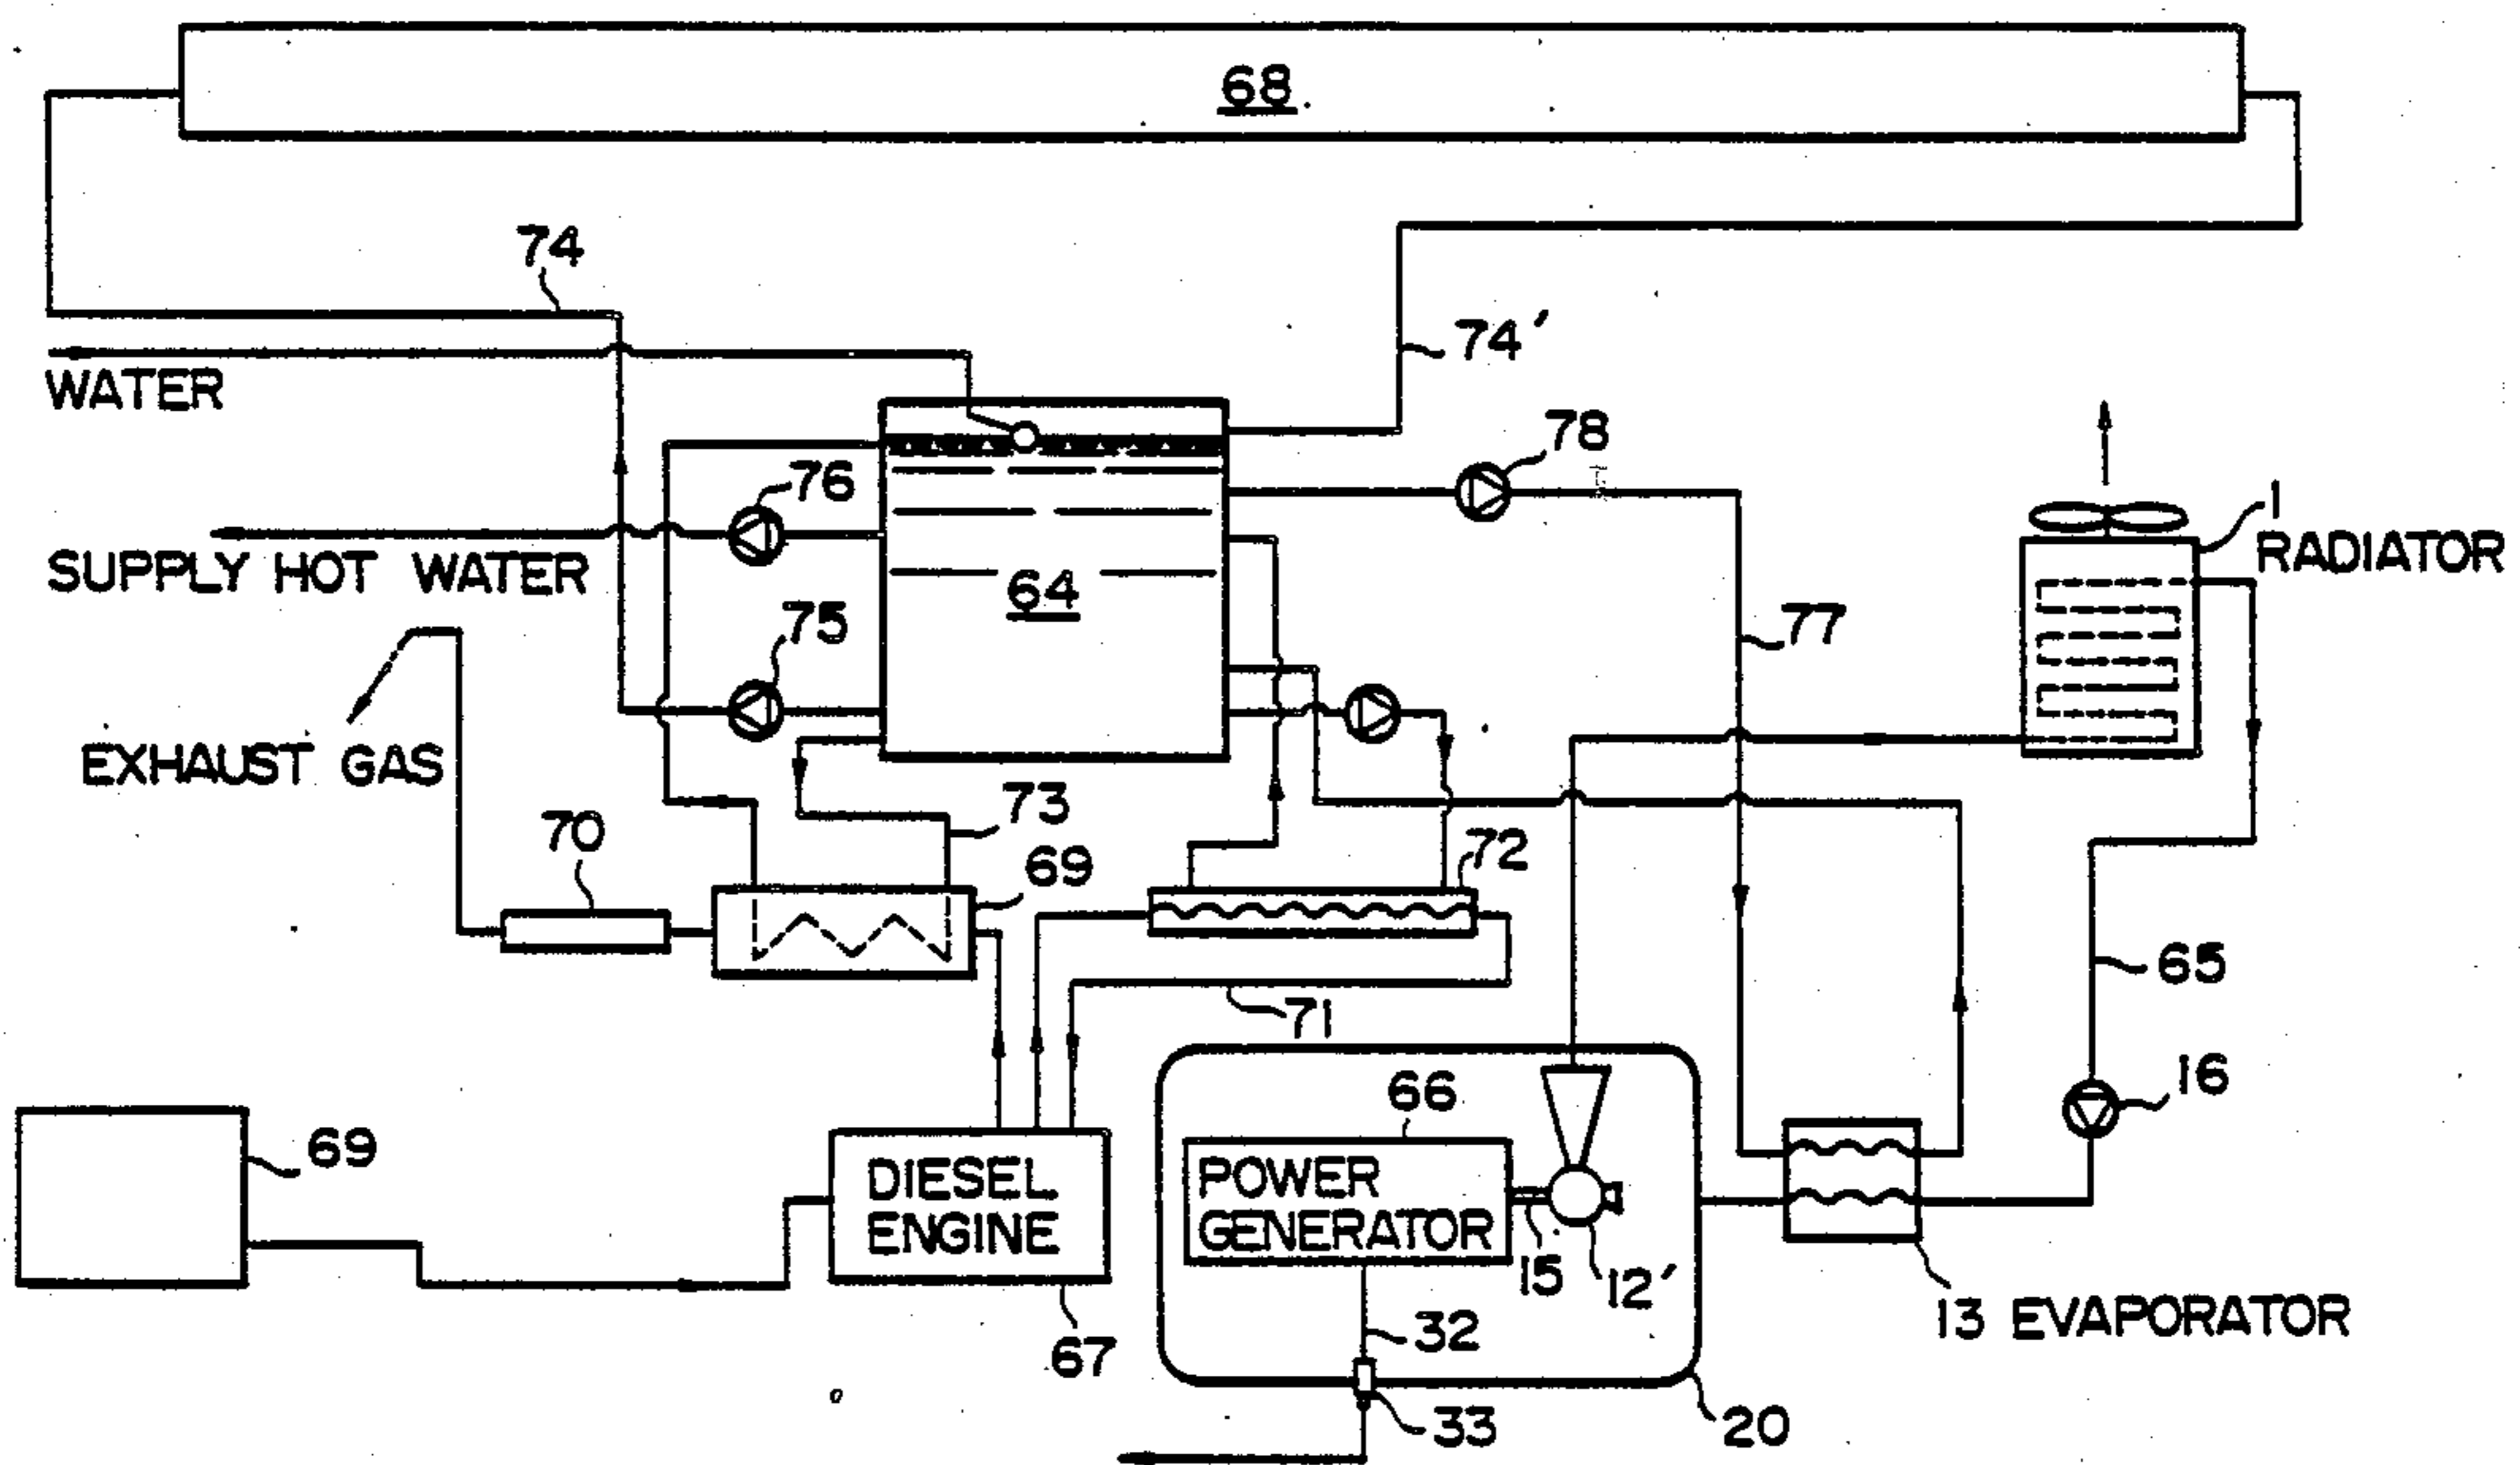 68
74
74'
WATER
78
76
1
RADIATOR
SUPPLY HOT WATER
64
75
77
EXHAUST GAS
73
70
69
72
65
71
66
16
69
DIESEL
ENGINE
POWER
GENERATOR
15
12'
32
13 EVAPORATOR
67
33
20